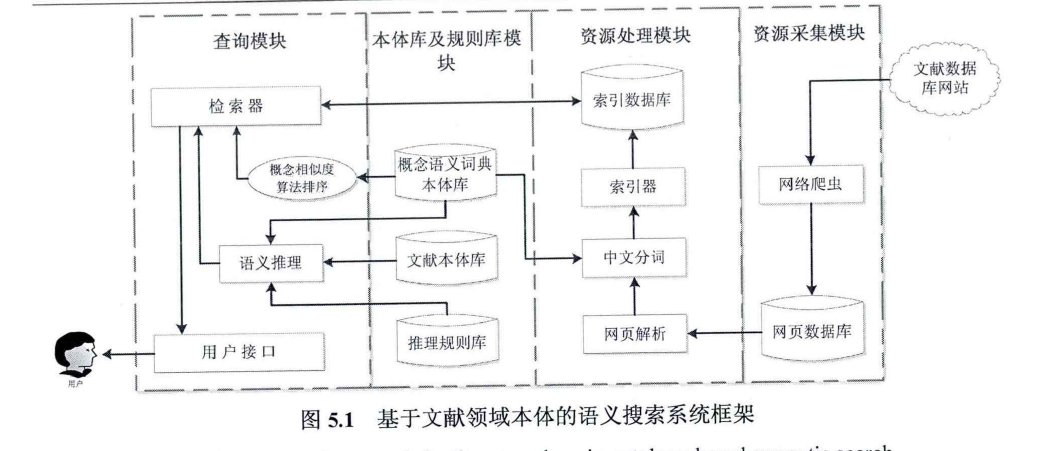 查询模块
本体库及规则库模
块
资源处理模块
资源采集模块
文献数据
库网站
检索器
索引数据库
概念相似度
算法排序
概念语义词典
本体库
索引器
网络爬虫
语义推理
文献本体库
中文分词
推理规则库
网页解析
网页数据库
用户接口
用户
图 5.1 基于文献领域本体的语义搜索系统框架